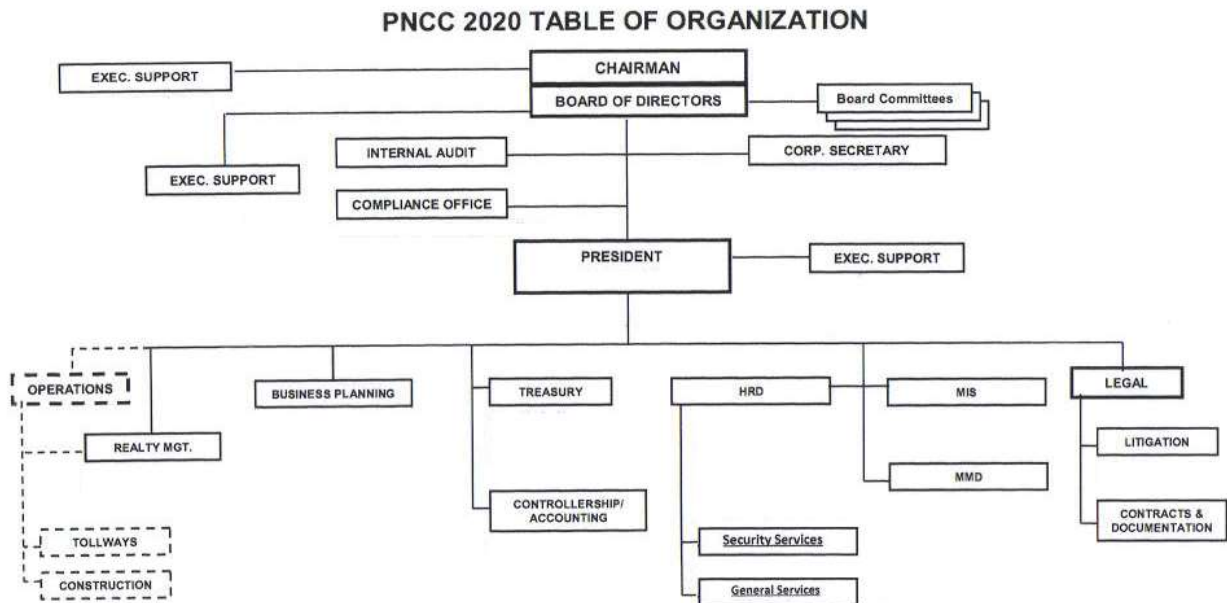 PNCC 2020 TABLE OF ORGANIZATION
CHAIRMAN
EXEC. SUPPORT
BOARD OF DIRECTORS
Board Committees
INTERNAL AUDIT
CORP. SECRETARY
EXEC. SUPPORT
COMPLIANCE OFFICE
PRESIDENT
EXEC. SUPPORT
OPERATIONS
BUSINESS PLANNING
TREASURY
HRD
MIS
LEGAL
REALTY MGT.
LITIGATION
MMD
CONTROLLERSHIP/
ACCOUNTING
CONTRACTS &
DOCUMENTATION
TOLLWAYS
Security Services
CONSTRUCTION
General Services